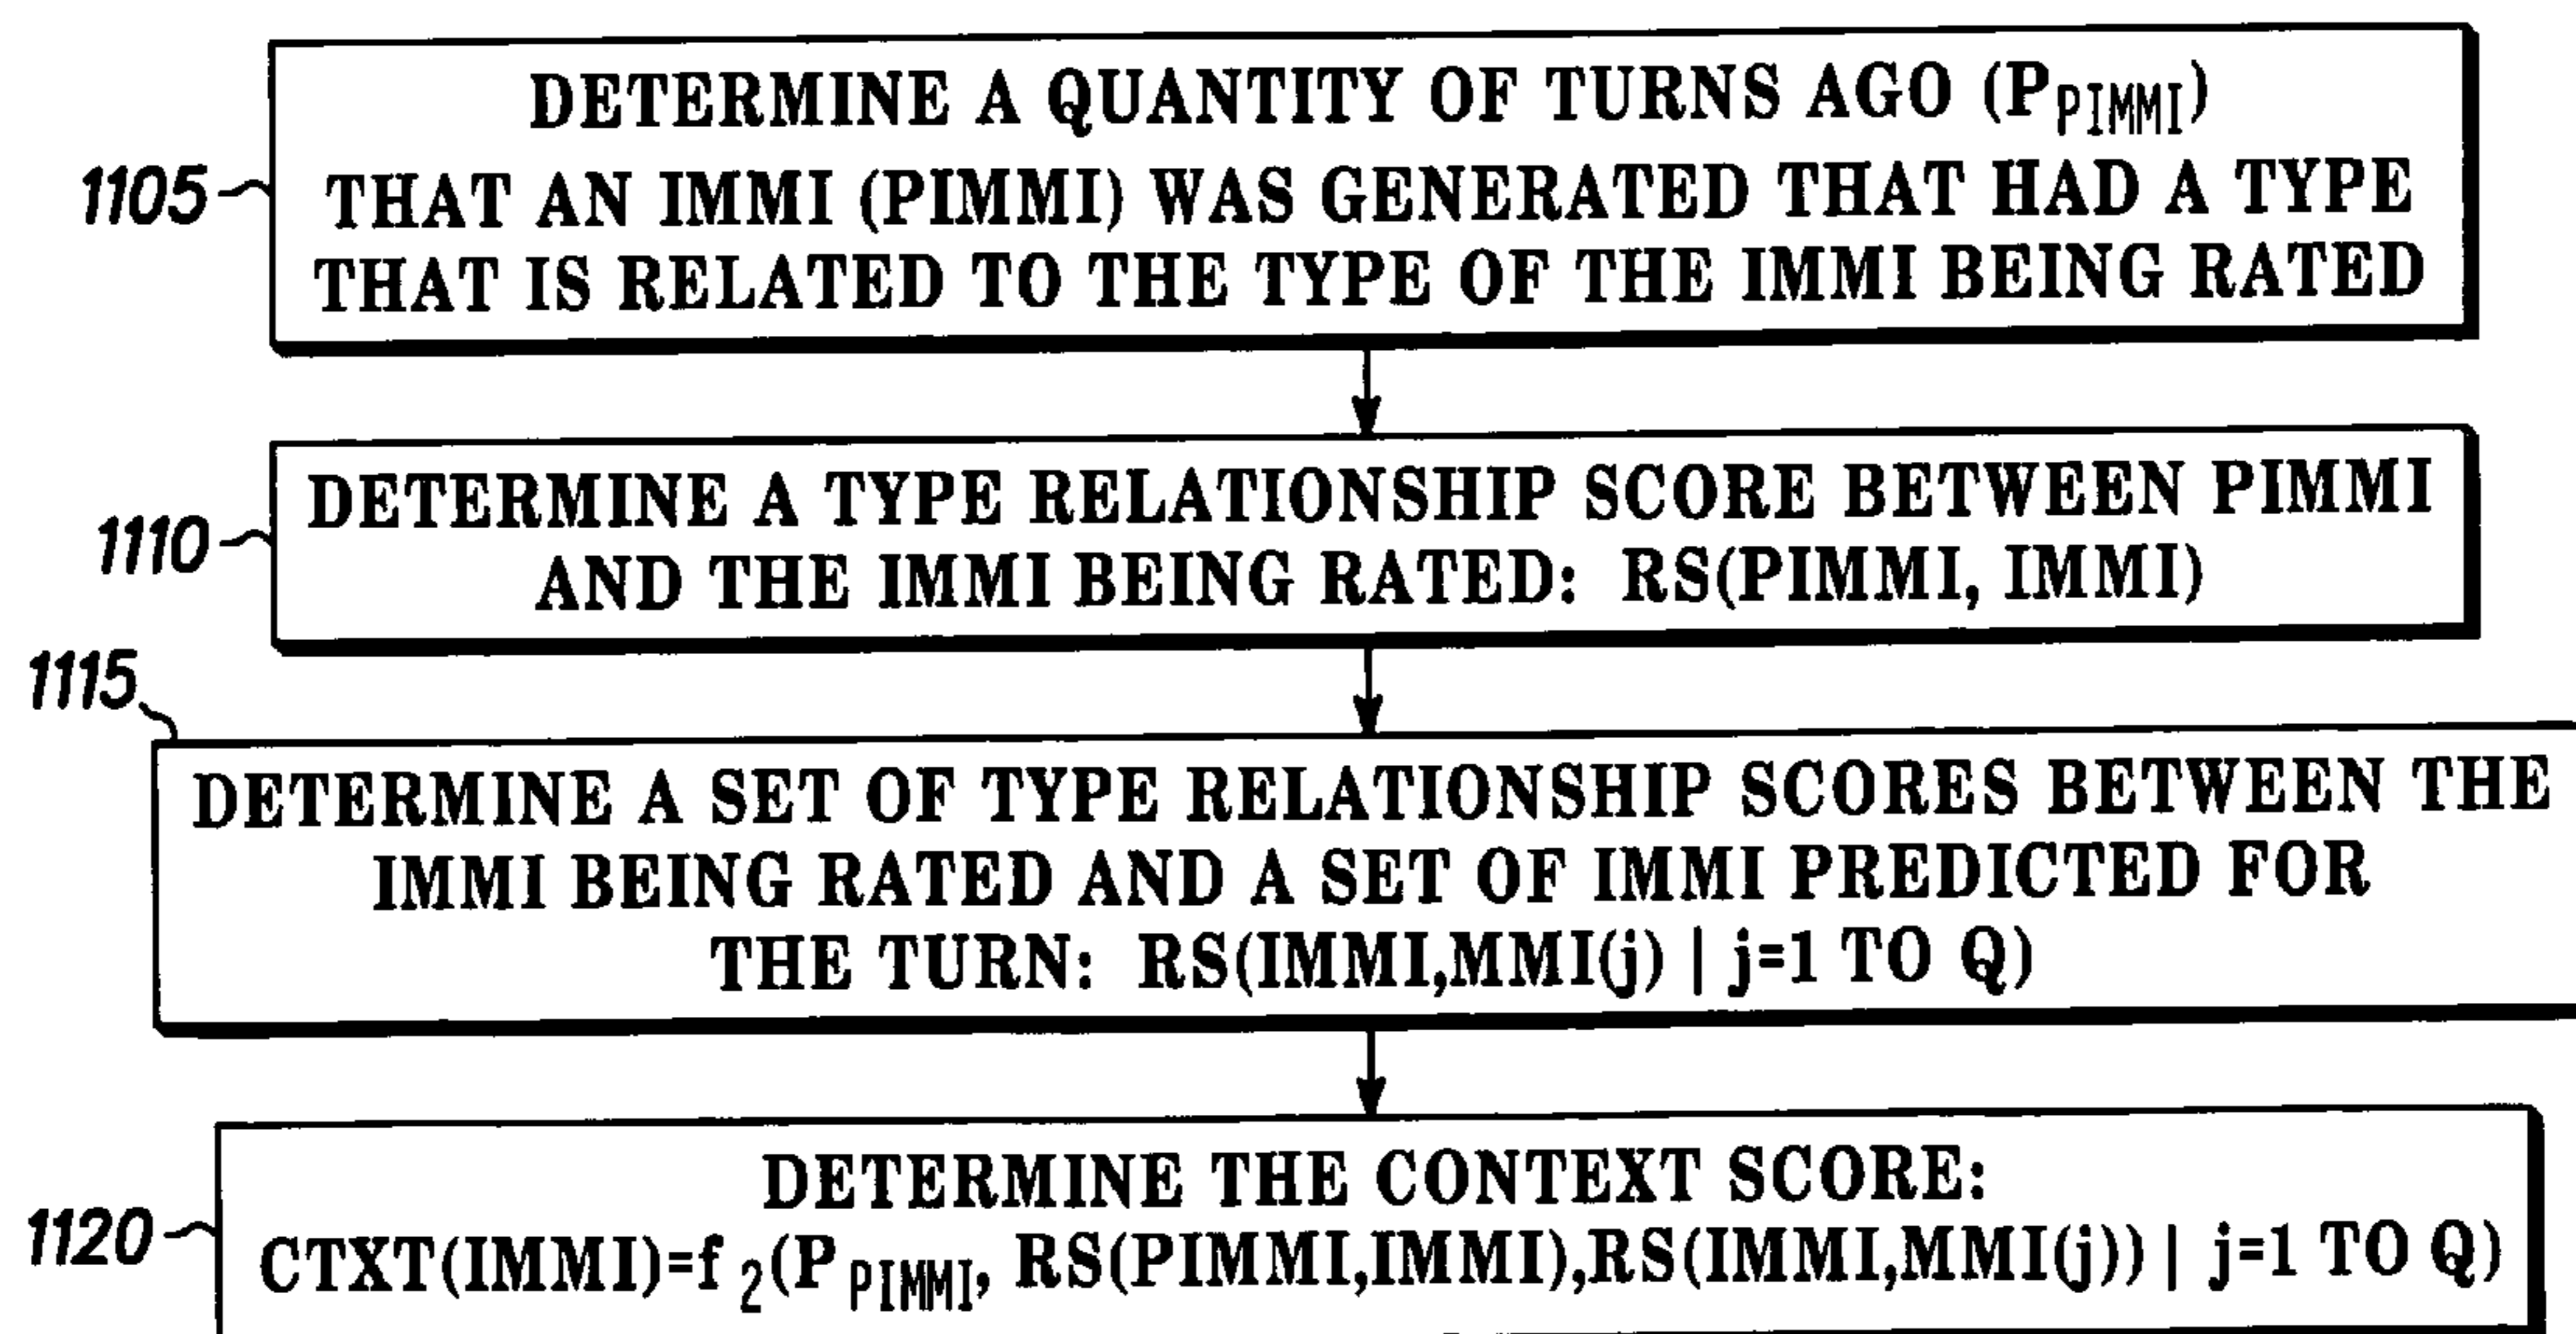 DETERMINE A QUANTITY OF TURNS AGO (P_PIMMI)
1105
THAT AN IMMI (PIMMI) WAS GENERATED THAT HAD A TYPE
THAT IS RELATED TO THE TYPE OF THE IMMI BEING RATED
DETERMINE A TYPE RELATIONSHIP SCORE BETWEEN PIMMI
1110
AND THE IMMI BEING RATED: RS(PIMMI, IMMI)
1115
DETERMINE A SET OF TYPE RELATIONSHIP SCORES BETWEEN THE
IMMI BEING RATED AND A SET OF IMMI PREDICTED FOR
THE TURN: RS(IMMI,MMI(j) | j=1 TO Q)
DETERMINE THE CONTEXT SCORE:
1120
CTXT(IMMI)=f_2(P_PIMMI, RS(PIMMI,IMMI),RS(IMMI,MMI(j)) | j=1 TO Q)